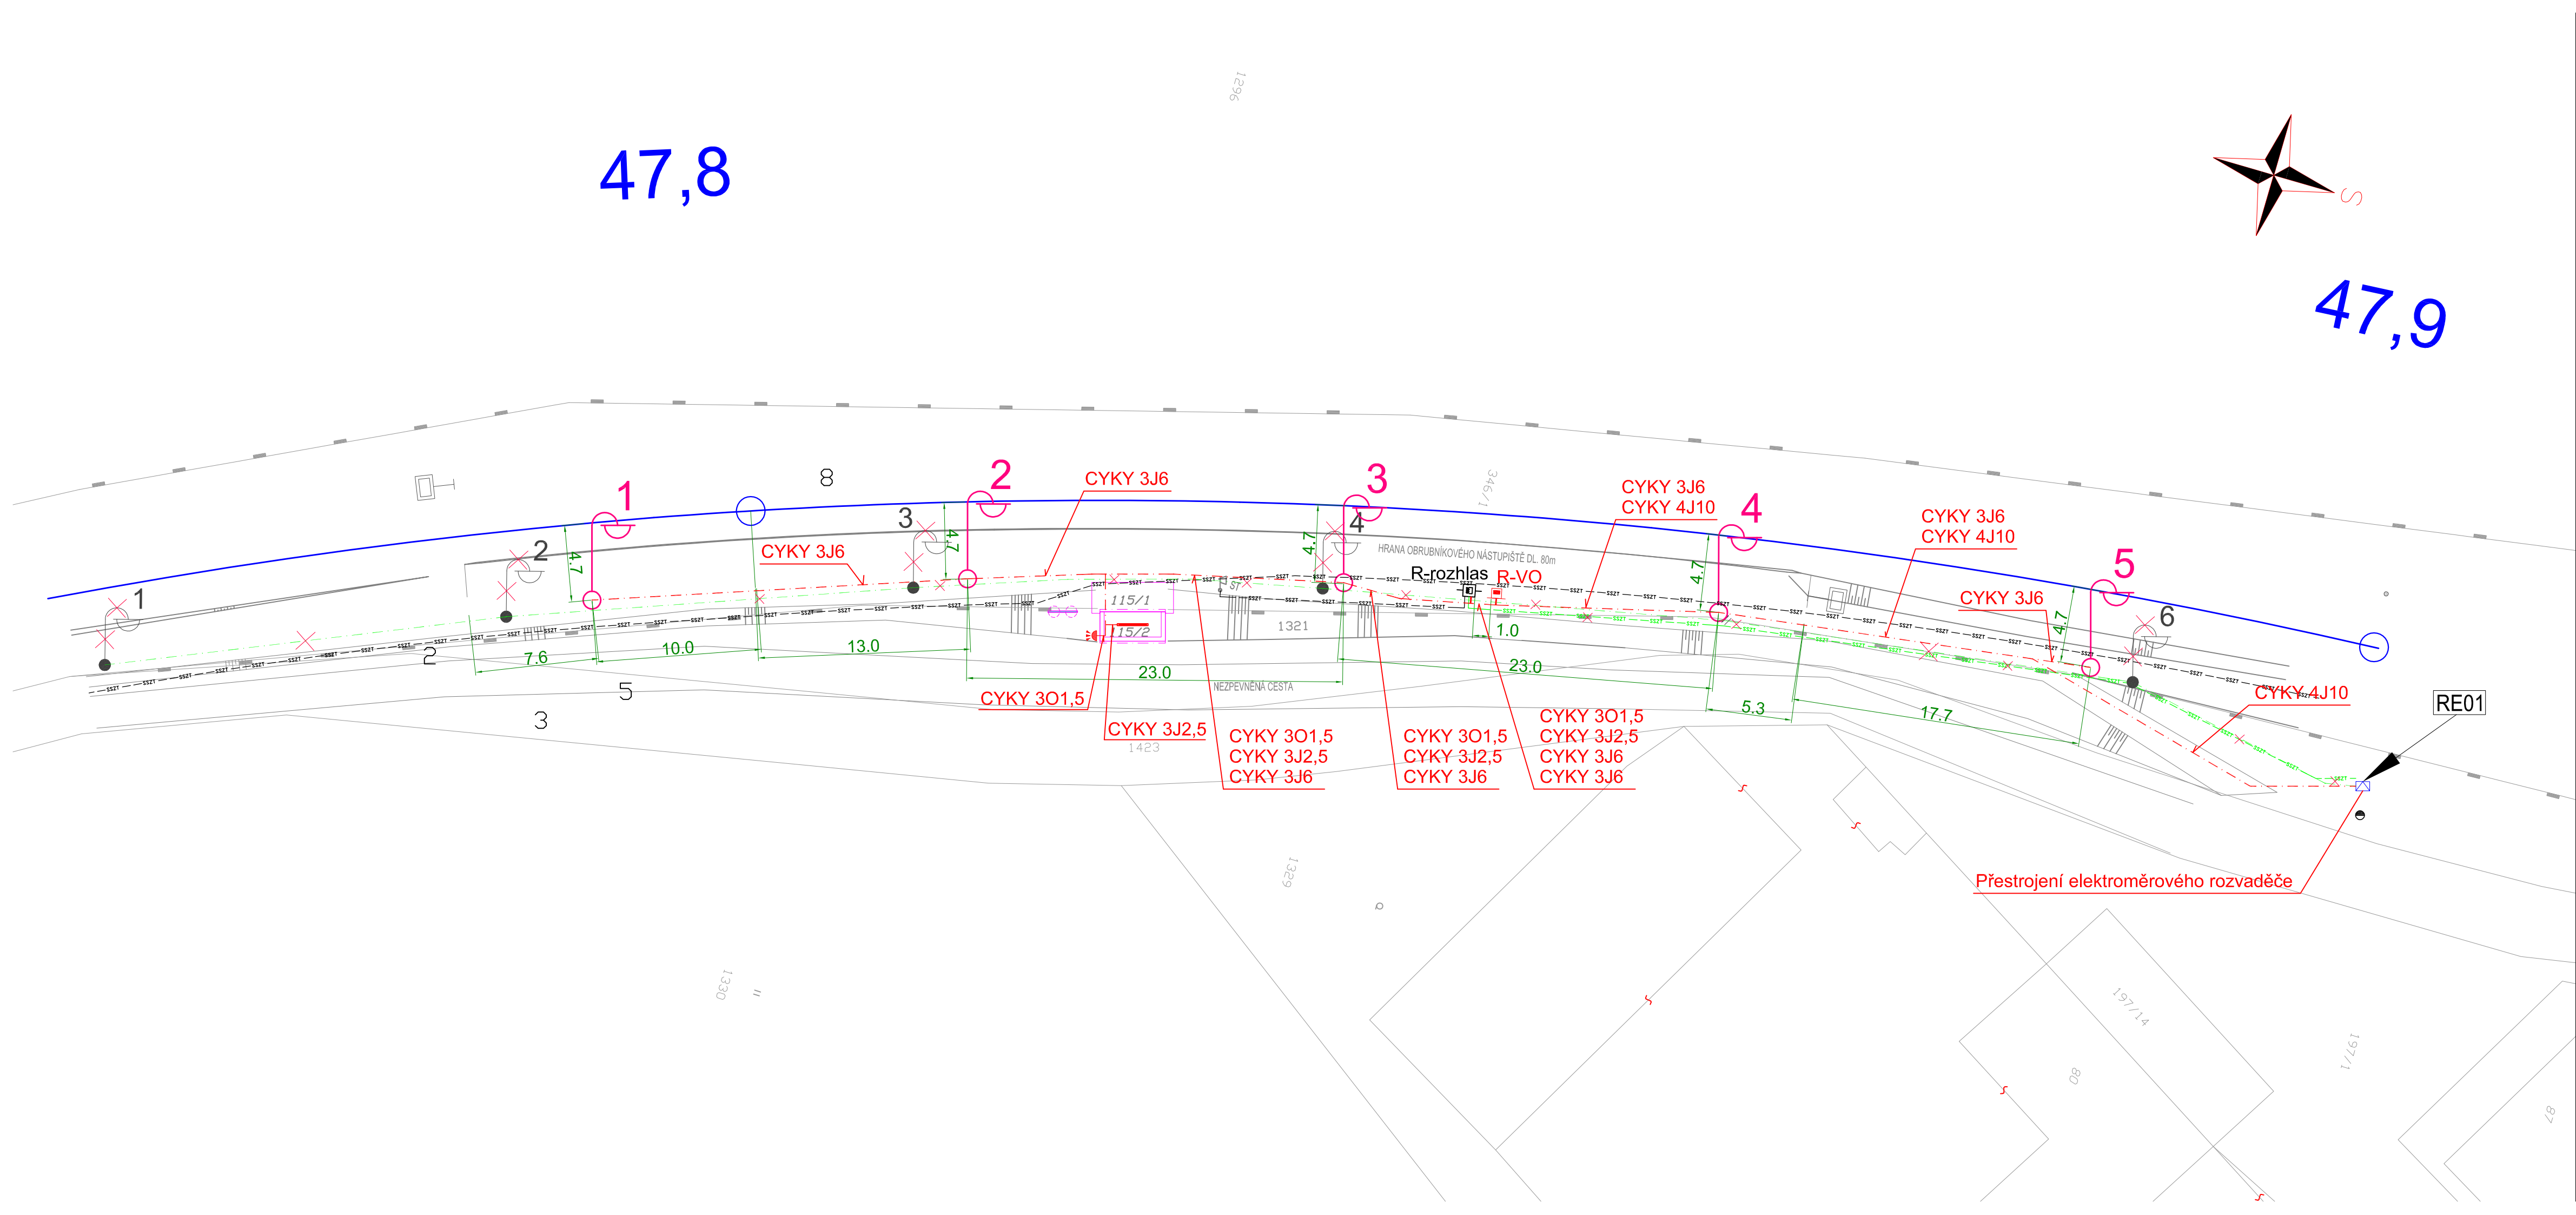 1296
47,8
S
47,9
8
1
2
3
4
5
CYKY 3J6
346/1
CYKY 3J6
CYKY 4J10
CYKY 3J6
CYKY 4J10
3
4
2
1
6
4.7
4.7
4.7
4.7
4.7
CYKY 3J6
HRANA OBRUBNÍKOVÉHO NÁSTUPIŠTĚ DL. 80m
R-rozhlas
R-VO
ST
115/1
115/2
1321
CYKY 3J6
1.0
7.6
10.0
13.0
23.0
23.0
5.3
17.7
2
5
3
NEZPEVNĚNÁ CESTA
CYKY 3O1,5
CYKY 3J2,5
1423
CYKY 3O1,5
CYKY 3J2,5
CYKY 3J6
CYKY 3O1,5
CYKY 3J2,5
CYKY 3J6
CYKY 3O1,5
CYKY 3J2,5
CYKY 3J6
CYKY 3J6
CYKY 4J10
RE01
Přestrojení elektroměrového rozvaděče
1329
1330
197/14
197/1
80
87